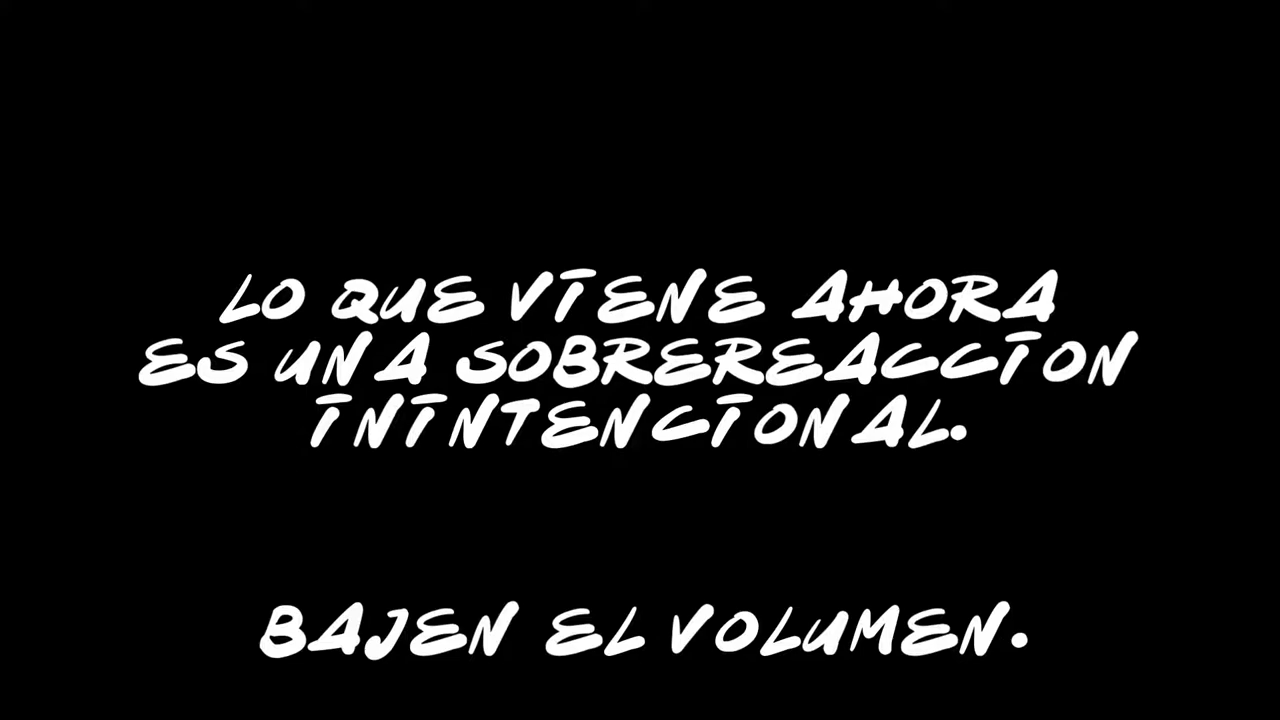 LO QUE VIENE AHORA
ES UNA SOBREREACCION
ININTENCIONAL.
BAJEN EL VOLUMEN.